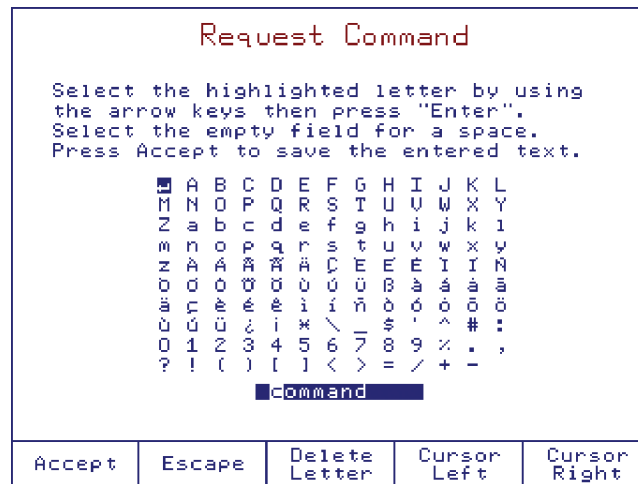 Request Command
Select the highlighted letter by using
the arrow keys then press "Enter".
Select the empty field for a space.
Press Accept to save the entered text.
↵ A B C D E F G H I J K L
M N O P Q R S T U V W X Y
Z a b c d e f g h i j k l
m n o p q r s t u v w x y
z À Á Â Ã Ä Ç È É Ê Ì Í Ñ
Ò Ó Ô Õ Ö Ù Ú Ü ß à á â ã
ä ç è é ê ì í ñ ò ó ô õ ö
ù ú ü ¿ ¡ * \ _ $ ' ^ # :
0 1 2 3 4 5 6 7 8 9 % . ,
? ! ( ) [ ] < > = / + -
command
Accept
Escape
Delete
Letter
Cursor
Left
Cursor
Right